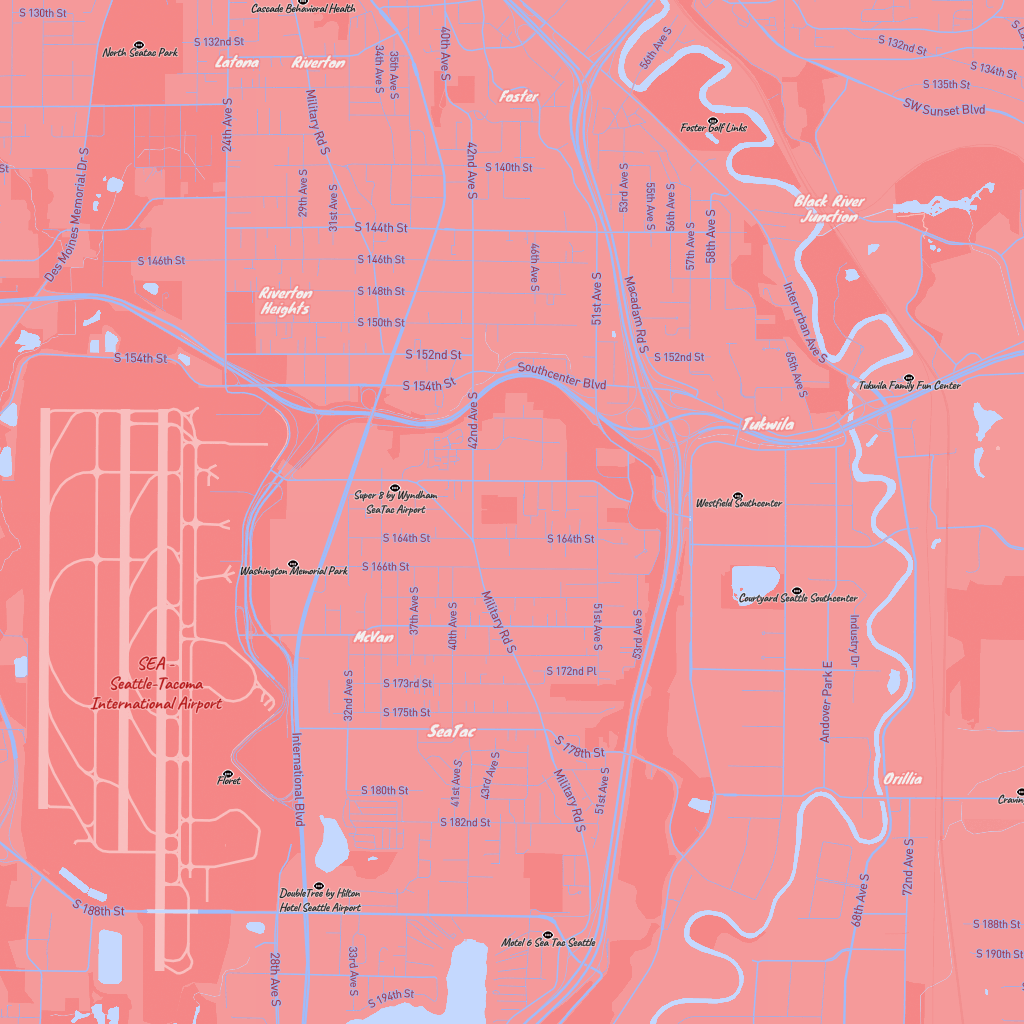 S 130th St
Cascade Behavioral Health
North Seatac Park
S 132nd St
Latona
Riverton
34th Ave S
35th Ave S
40th Ave S
56th Ave S
S 132nd St
S 134th St
S 135th St
SW Sunset Blvd
Foster
Foster Golf Links
24th Ave S
Military Rd S
42nd Ave S
S 140th St
Des Moines Memorial Dr S
29th Ave S
31st Ave S
53rd Ave S
55th Ave S
56th Ave S
57th Ave S
58th Ave S
Black River
Junction
S 144th St
S 146th St
S 146th St
46th Ave S
51st Ave S
Macadam Rd S
Interurban Ave S
Riverton
Heights
S 148th St
S 150th St
S 152nd St
S 154th St
S 154th St
Southcenter Blvd
S 152nd St
65th Ave S
Tukwila Family Fun Center
42nd Ave S
Tukwila
Super 8 by Wyndham
SeaTac Airport
Westfield Southcenter
S 164th St
S 164th St
Washington Memorial Park
S 166th St
Courtyard Seattle Southcenter
37th Ave S
40th Ave S
Military Rd S
51st Ave S
53rd Ave S
Industry Dr
McVan
SEA -
Seattle-Tacoma
International Airport
S 172nd Pl
S 173rd St
32nd Ave S
Andover Park E
S 175th St
SeaTac
S 178th St
International Blvd
Floret
41st Ave S
43rd Ave S
Military Rd S
51st Ave S
S 180th St
S 182nd St
Orillia
72nd Ave S
68th Ave S
DoubleTree by Hilton
Hotel Seattle Airport
S 188th St
Motel 6 Sea Tac Seattle
S 188th St
S 190th St
28th Ave S
33rd Ave S
S 194th St